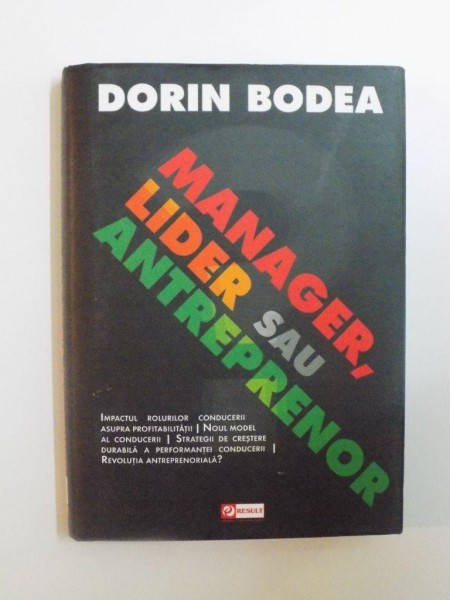 DORIN BODEA
MANAGER,
LIDER SAU
ANTREPRENOR
IMPACTUL ROLURILOR CONDUCERII
ASUPRA PROFITABILITĂȚII | NOUL MODEL
AL CONDUCERII | STRATEGII DE CREȘTERE
DURABILĂ A PERFORMANȚEI CONDUCERII |
REVOLUȚIA ANTREPRENORIALĂ?
RESULT